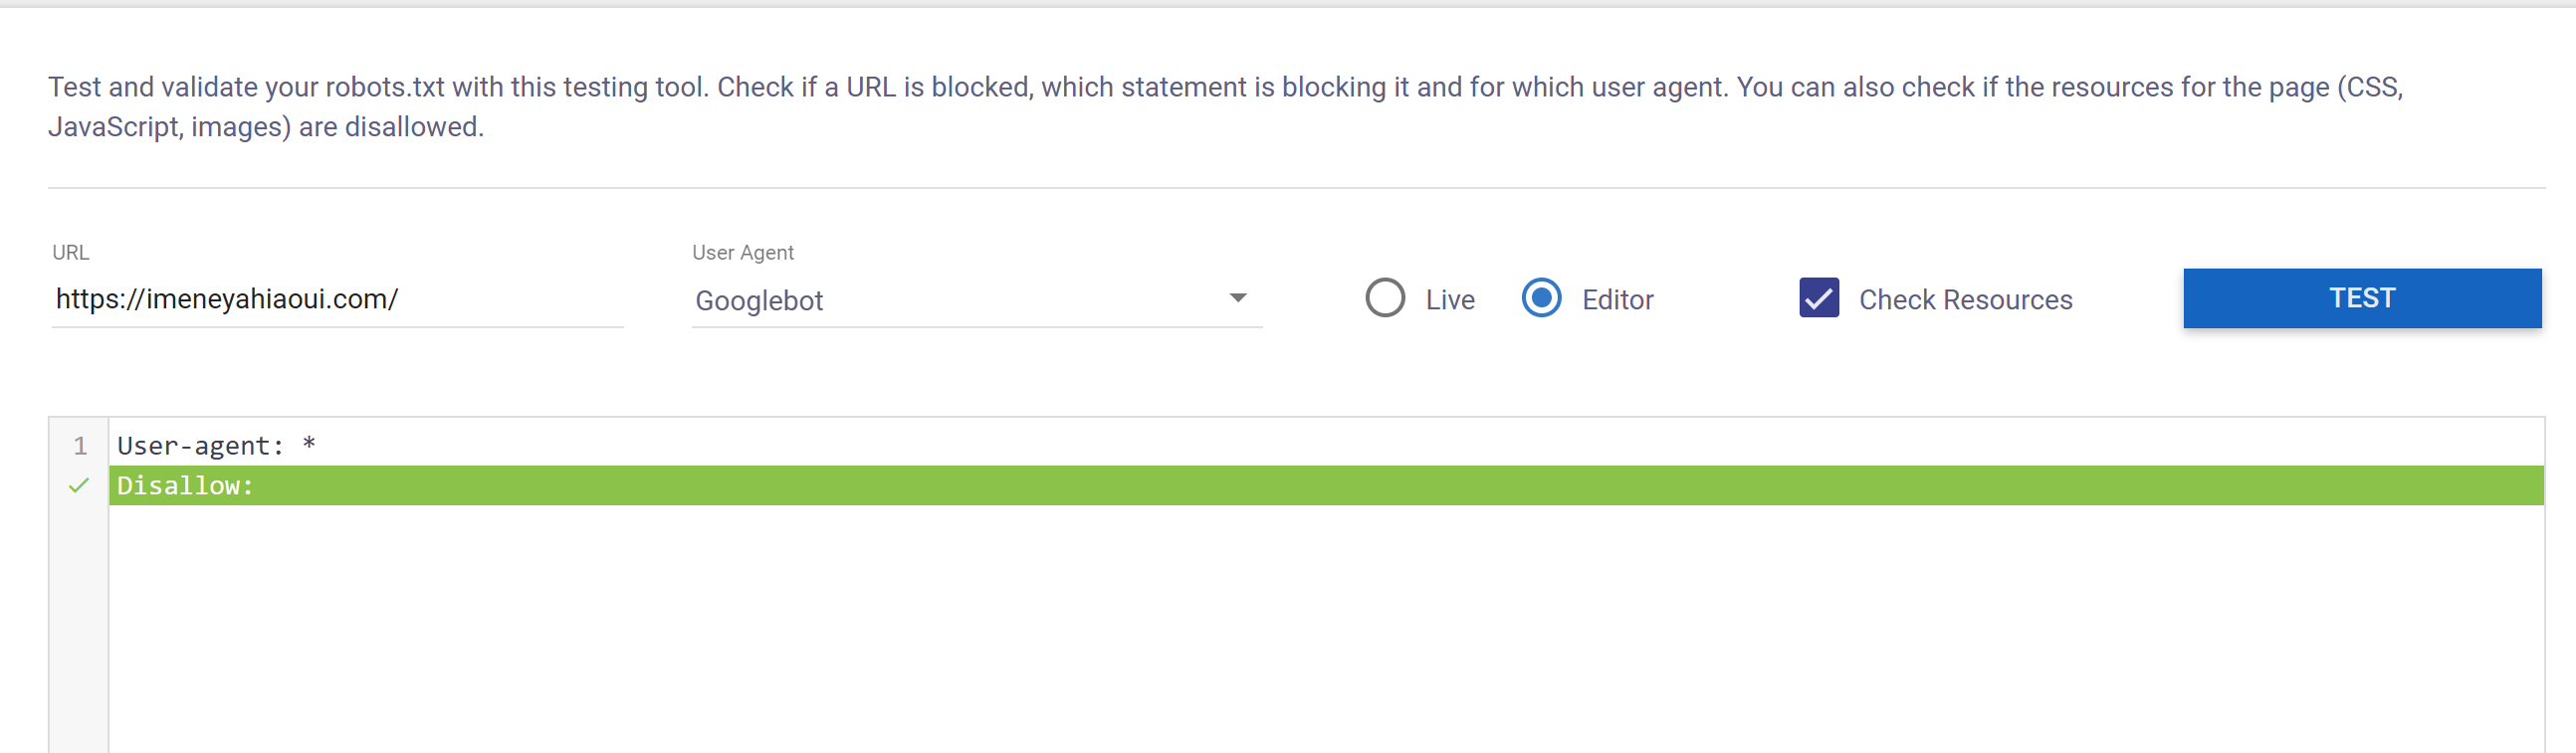 Test and validate your robots.txt with this testing tool. Check if a URL is blocked, which statement is blocking it and for which user agent. You can also check if the resources for the page (CSS,
JavaScript, images) are disallowed.
URL
https://imeneyahiaoui.com/
User Agent
Googlebot
Live
Editor
Check Resources
TEST
1 User-agent: *
Disallow: